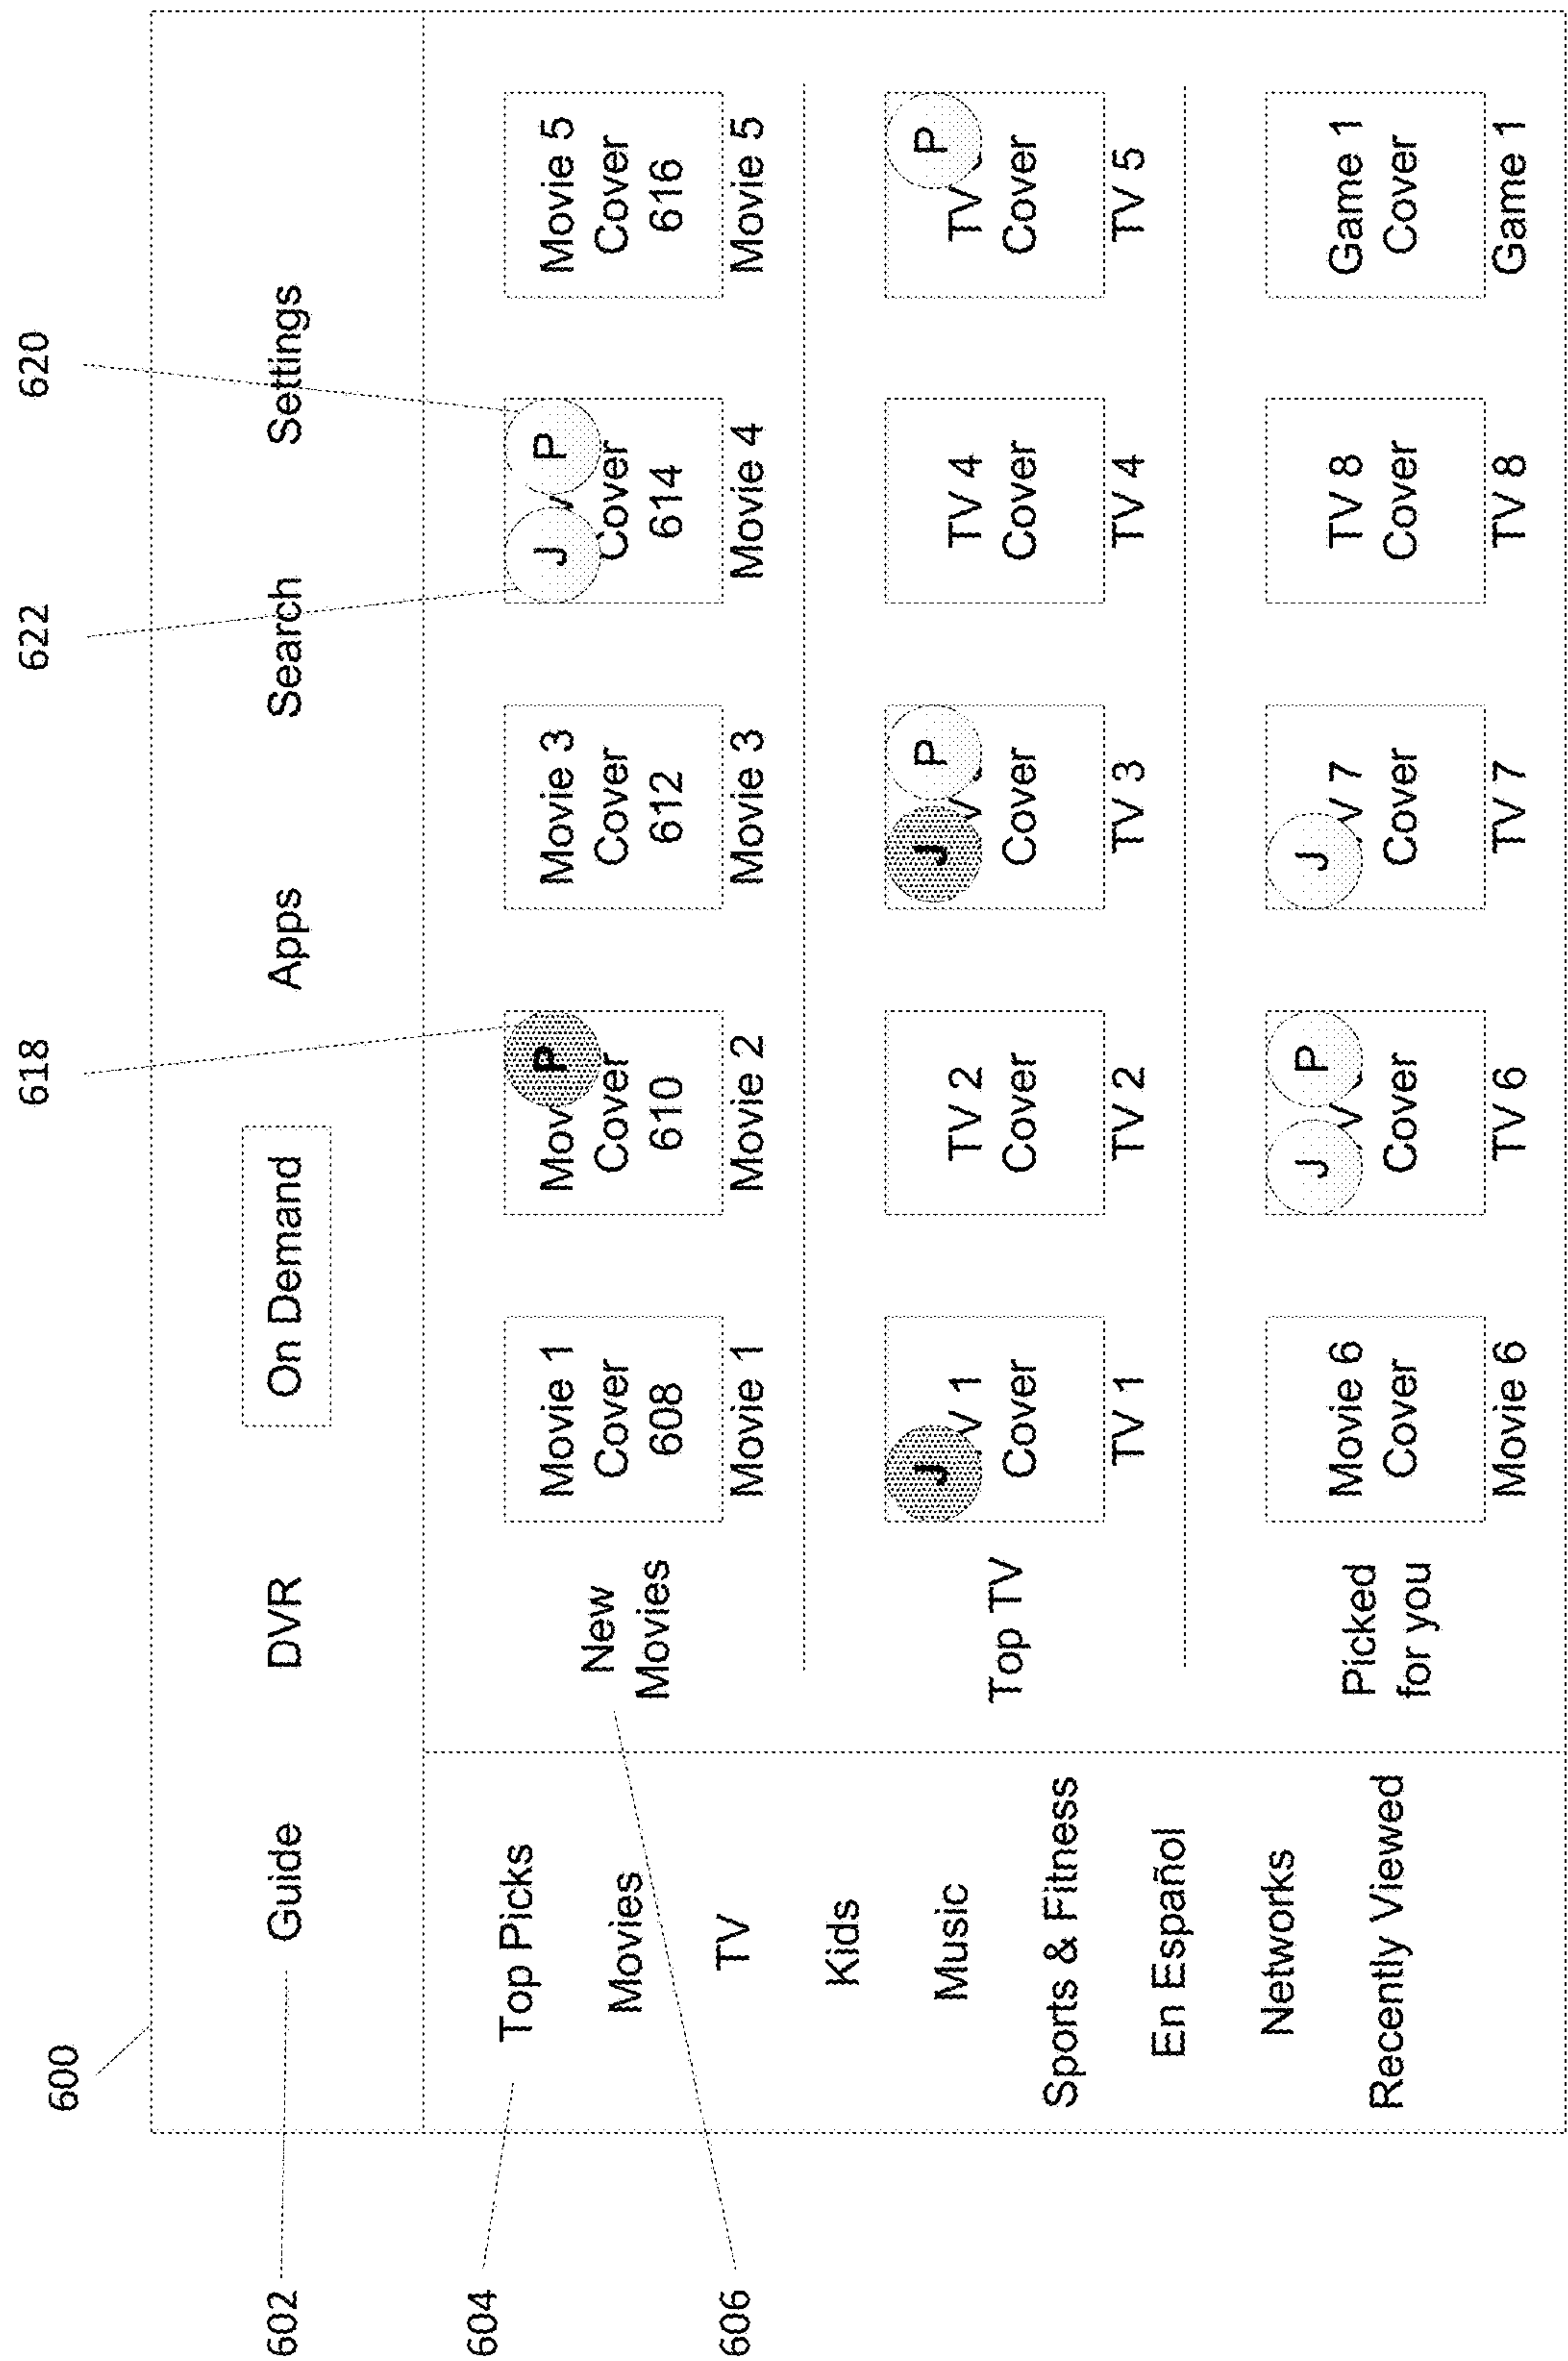 600
618
622
620
602
Guide
DVR
On Demand
Apps
Search
Settings
604
Top Picks
Movies
TV
Kids
Music
Sports & Fitness
En Español
Networks
Recently Viewed
606
New
Movies
Movie 1
Cover
608
Movie 1
P
Mov
Cover
610
Movie 2
Movie 3
Cover
612
Movie 3
J
P
Cover
614
Movie 4
Movie 5
Cover
616
Movie 5
Top TV
J
V 1
Cover
TV 1
TV 2
Cover
TV 2
J
P
V
Cover
TV 3
TV 4
Cover
TV 4
P
TV
Cover
TV 5
Picked
for you
Movie 6
Cover
Movie 6
J
P
V
Cover
TV 6
J
V 7
Cover
TV 7
TV 8
Cover
TV 8
Game 1
Cover
Game 1